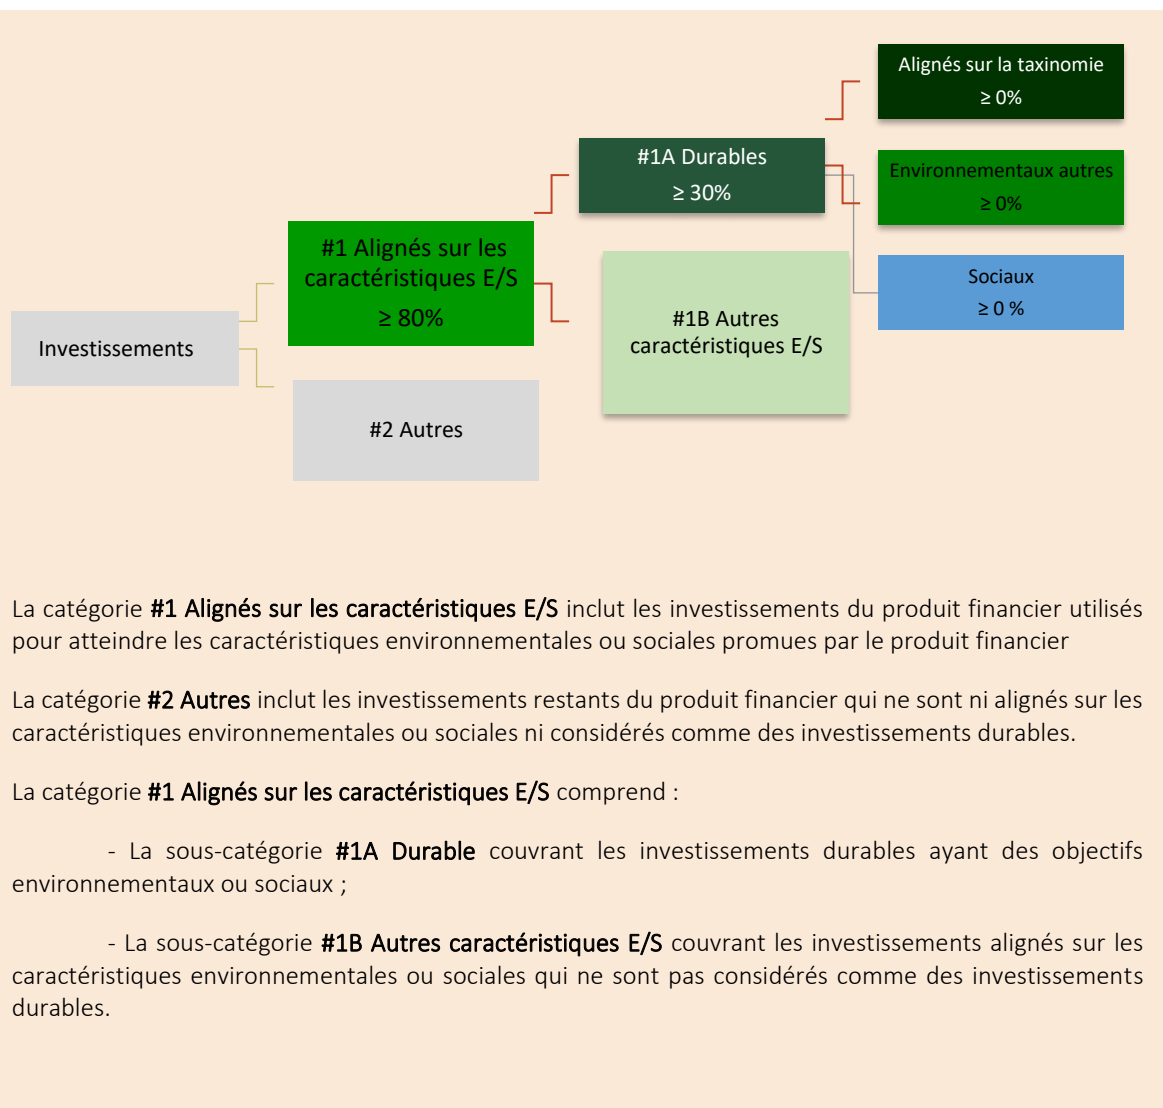 Alignés sur la taxinomie
≥ 0%
#1A Durables
≥ 30%
Environnementaux autres
≥ 0%
#1 Alignés sur les
caractéristiques E/S
≥ 80%
Sociaux
≥ 0 %
#1B Autres
caractéristiques E/S
Investissements
#2 Autres
La catégorie #1 Alignés sur les caractéristiques E/S inclut les investissements du produit financier utilisés
pour atteindre les caractéristiques environnementales ou sociales promues par le produit financier
La catégorie #2 Autres inclut les investissements restants du produit financier qui ne sont ni alignés sur les
caractéristiques environnementales ou sociales ni considérés comme des investissements durables.
La catégorie #1 Alignés sur les caractéristiques E/S comprend :
- La sous-catégorie #1A Durable couvrant les investissements durables ayant des objectifs
environnementaux ou sociaux ;
- La sous-catégorie #1B Autres caractéristiques E/S couvrant les investissements alignés sur les
caractéristiques environnementales ou sociales qui ne sont pas considérés comme des investissements
durables.